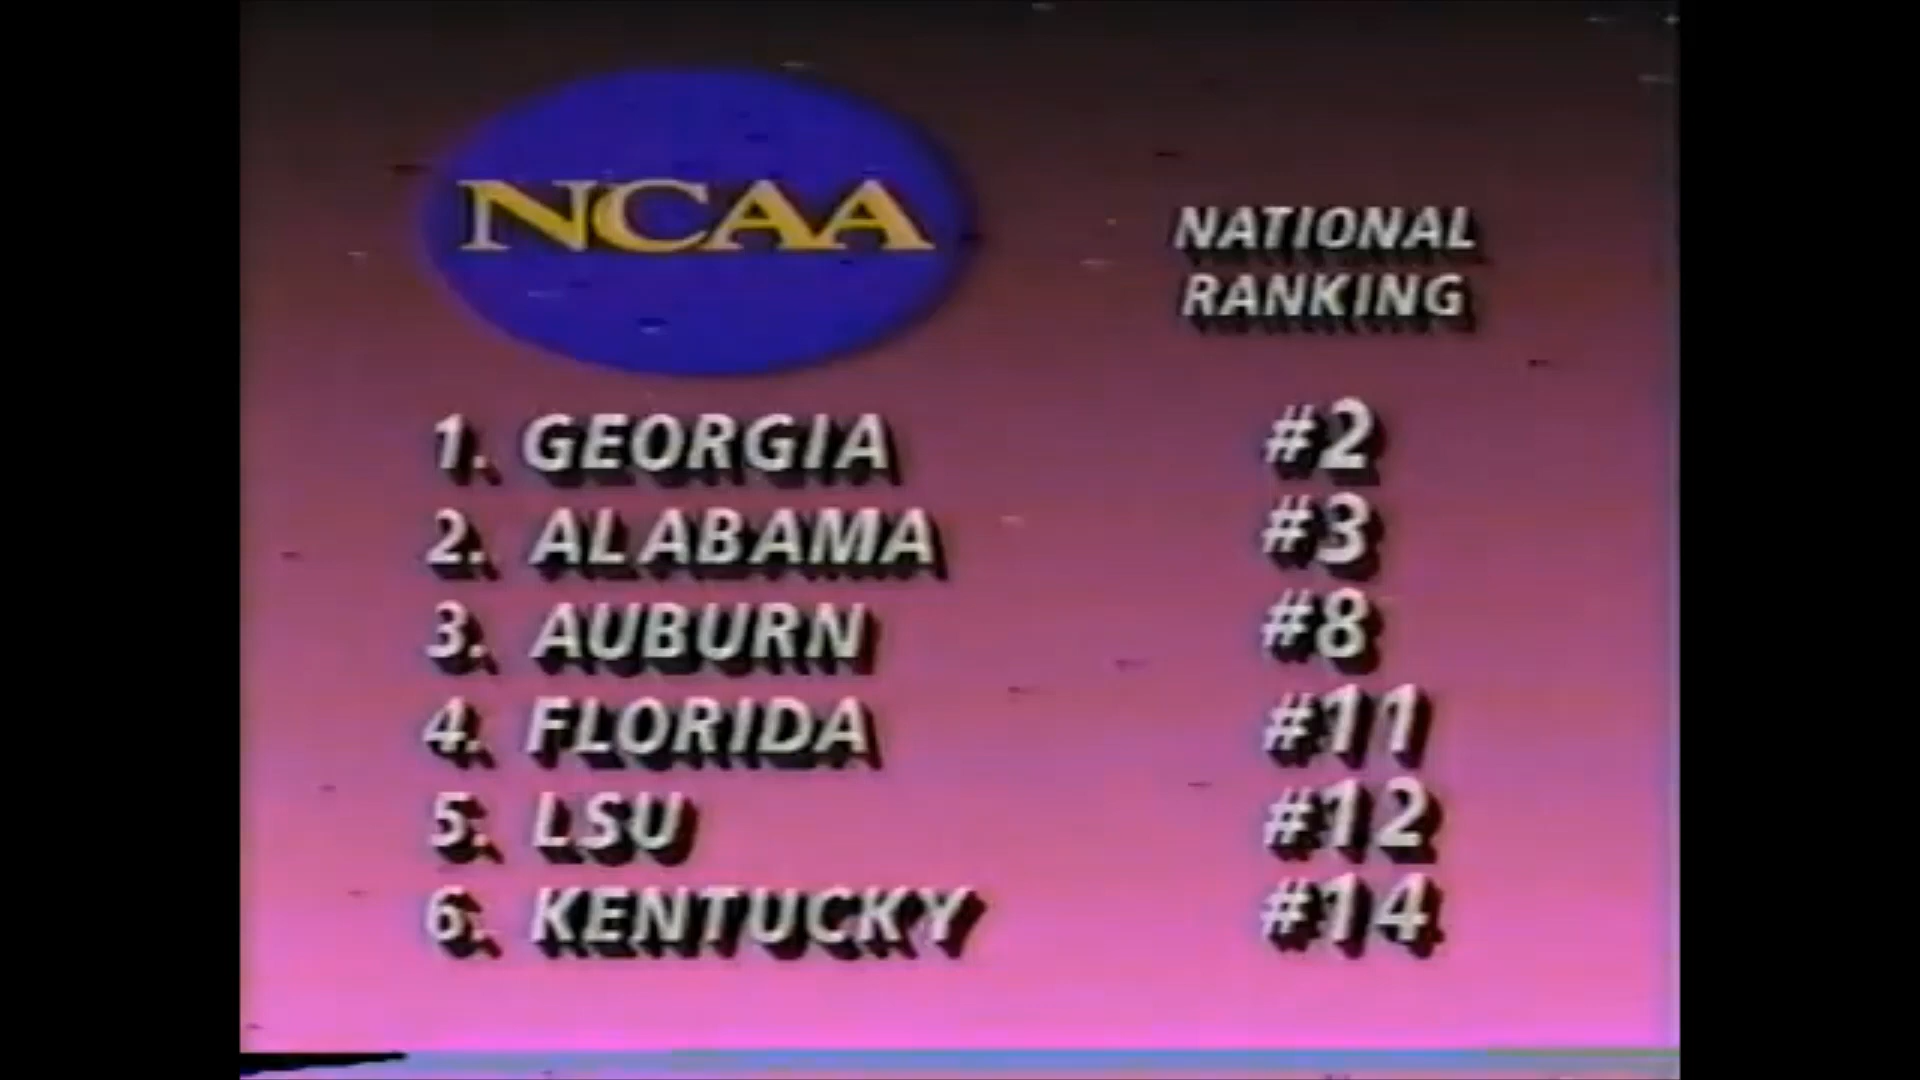 NCAA
NATIONAL
RANKING
1. GEORGIA #2
2. ALABAMA #3
3. AUBURN #8
4. FLORIDA #11
5. LSU #12
6. KENTUCKY #14